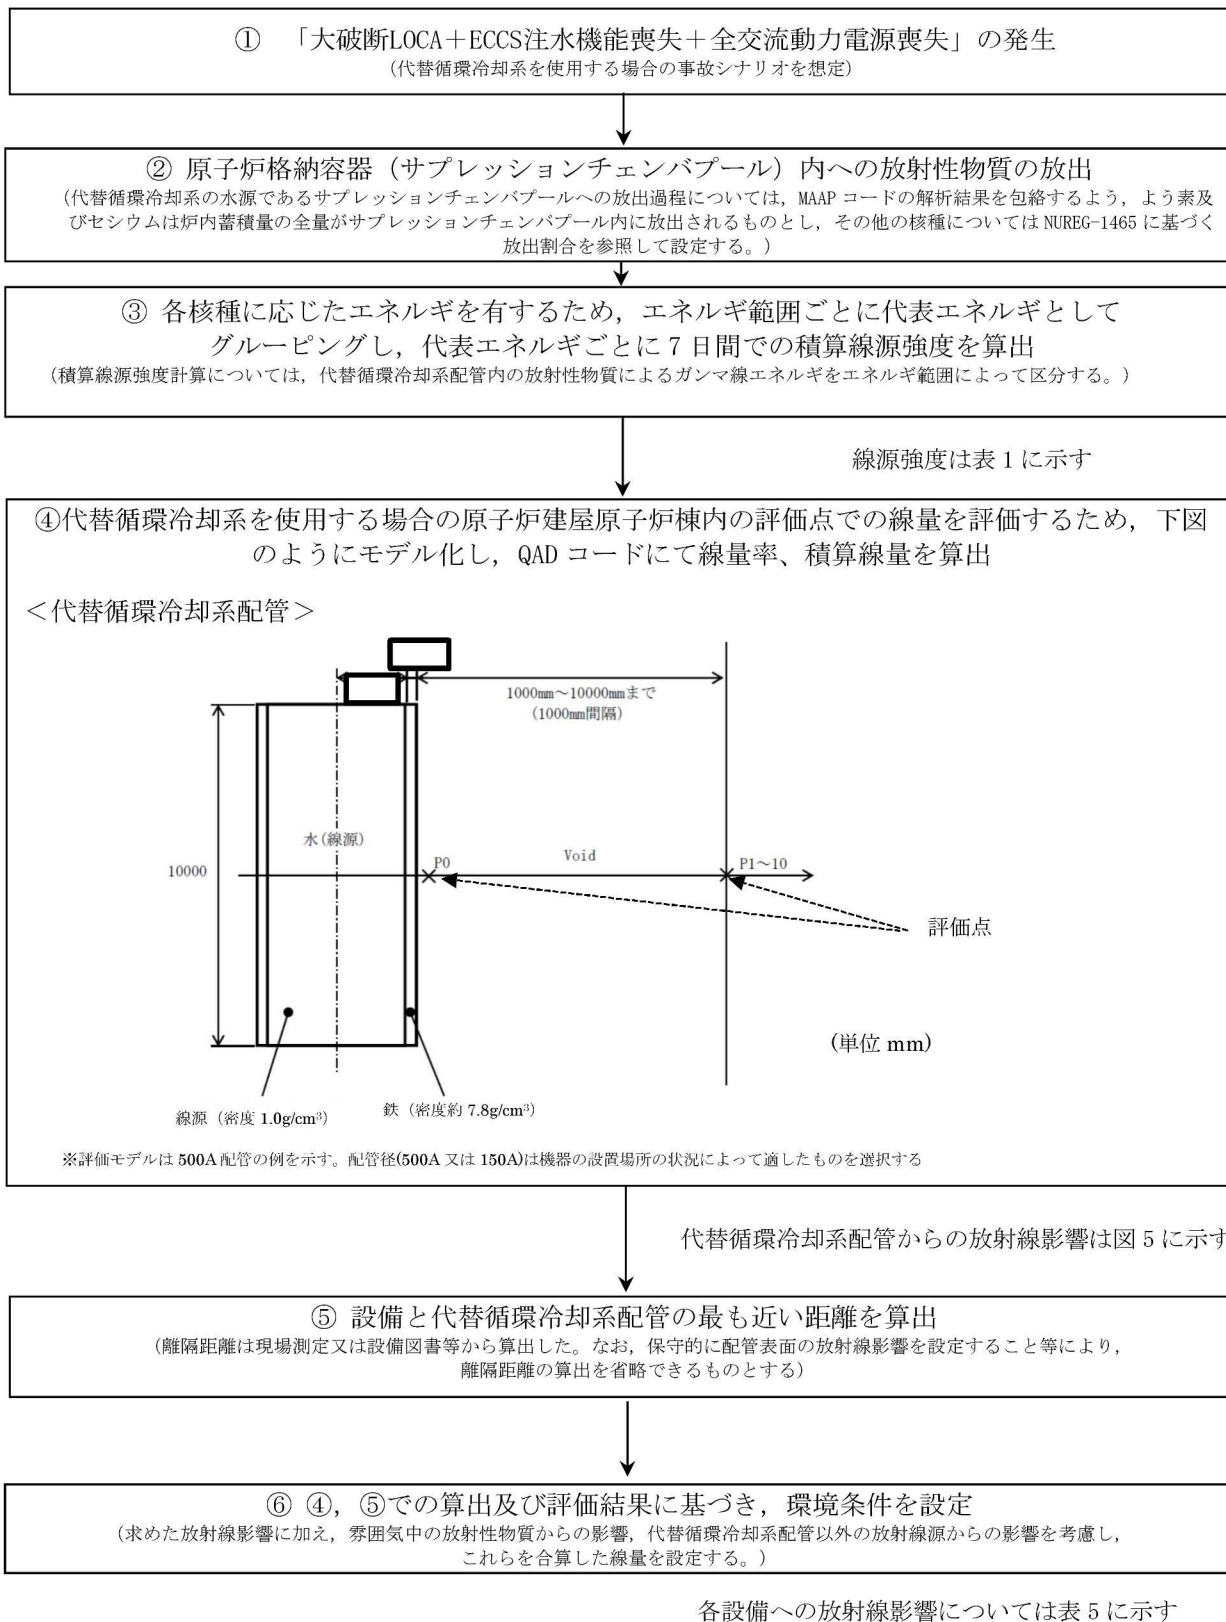 ① 「大破断LOCA＋ECCS注水機能喪失＋全交流動力電源喪失」の発生
(代替循環冷却系を使用する場合の事故シナリオを想定)
② 原子炉格納容器（サプレッションチェンバプール）内への放射性物質の放出
(代替循環冷却系の水源であるサプレッションチェンバプールへの放出過程については，MAAP コードの解析結果を包絡するよう，よう素及
びセシウムは炉内蓄積量の全量がサプレッションチェンバプール内に放出されるものとし，その他の核種については NUREG-1465 に基づく
放出割合を参照して設定する。)
③ 各核種に応じたエネルギを有するため，エネルギ範囲ごとに代表エネルギとして
グルーピングし，代表エネルギごとに７日間での積算線源強度を算出
(積算線源強度計算については，代替循環冷却系配管内の放射性物質によるガンマ線エネルギをエネルギ範囲によって区分する。)
線源強度は表 1 に示す
④代替循環冷却系を使用する場合の原子炉建屋原子炉棟内の評価点での線量を評価するため，下図
のようにモデル化し，QAD コードにて線量率、積算線量を算出
＜代替循環冷却系配管＞
1000mm～10000mmまで
(1000mm間隔)
水(線源)
10000
P0
Void
P1～10
評価点
(単位 mm)
線源（密度 1.0g/cm³）
鉄（密度約 7.8g/cm³）
※評価モデルは 500A 配管の例を示す。配管径(500A 又は 150A)は機器の設置場所の状況によって適したものを選択する
代替循環冷却系配管からの放射線影響は図 5 に示す
⑤ 設備と代替循環冷却系配管の最も近い距離を算出
(離隔距離は現場測定又は設備図書等から算出した。なお，保守的に配管表面の放射線影響を設定すること等により，
離隔距離の算出を省略できるものとする)
⑥ ④，⑤での算出及び評価結果に基づき，環境条件を設定
(求めた放射線影響に加え，雰囲気中の放射性物質からの影響，代替循環冷却系配管以外の放射線源からの影響を考慮し，
これらを合算した線量を設定する。)
各設備への放射線影響については表 5 に示す